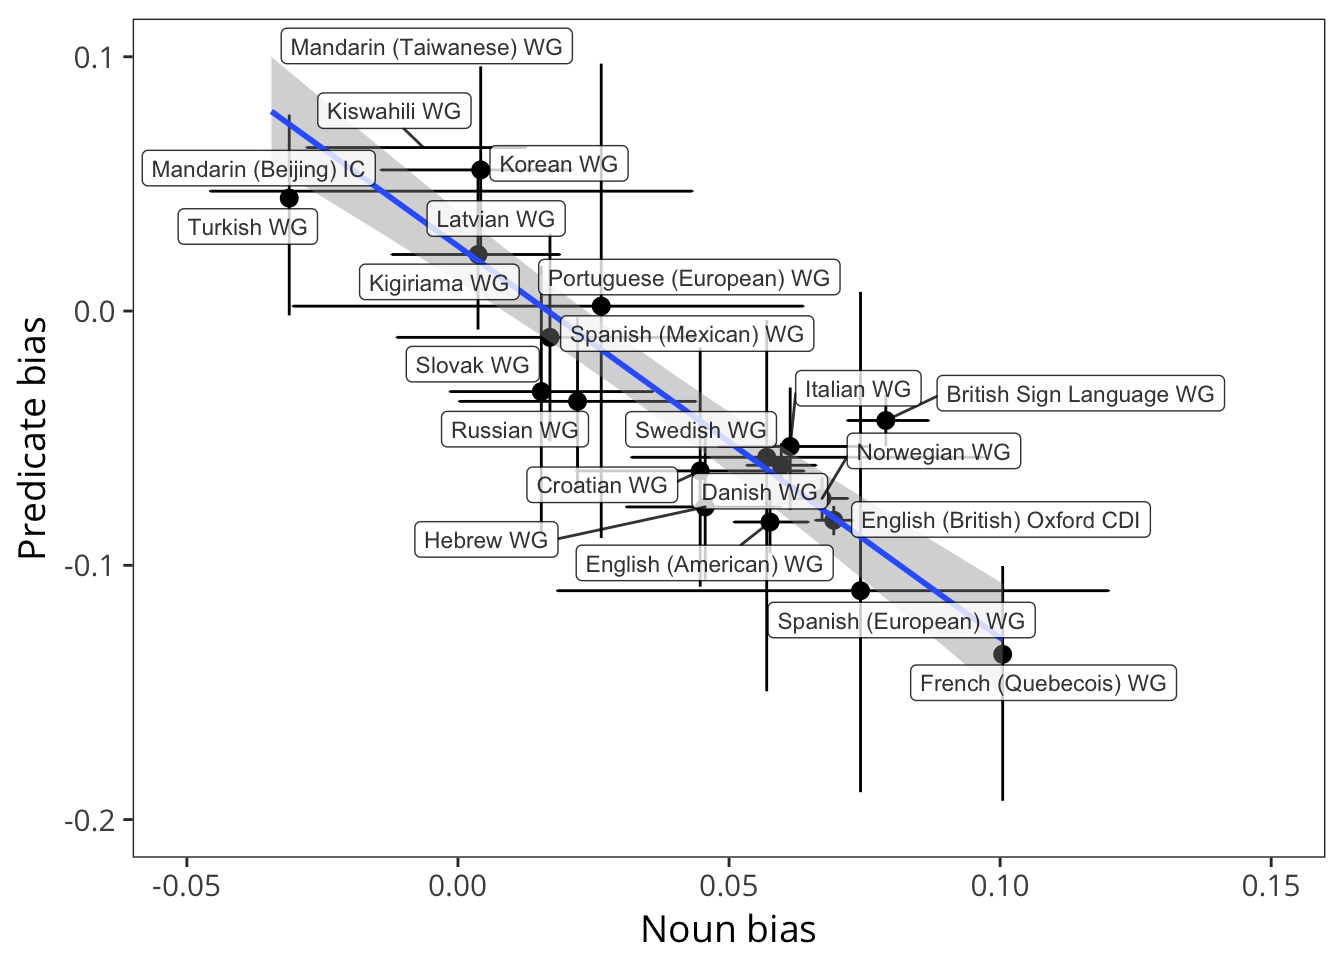 Mandarin (Taiwanese) WG
0.1
Kiswahili WG
Korean WG
Mandarin (Beijing) IC
Latvian WG
Turkish WG
Kigiriama WG
Portuguese (European) WG
0.0
Spanish (Mexican) WG
Slovak WG
Italian WG
British Sign Language WG
Russian WG
Swedish WG
Norwegian WG
Croatian WG
Danish WG
English (British) Oxford CDI
Hebrew WG
English (American) WG
-0.1
Spanish (European) WG
French (Quebecois) WG
-0.2
Predicate bias
-0.05
0.00
0.05
0.10
0.15
Noun bias